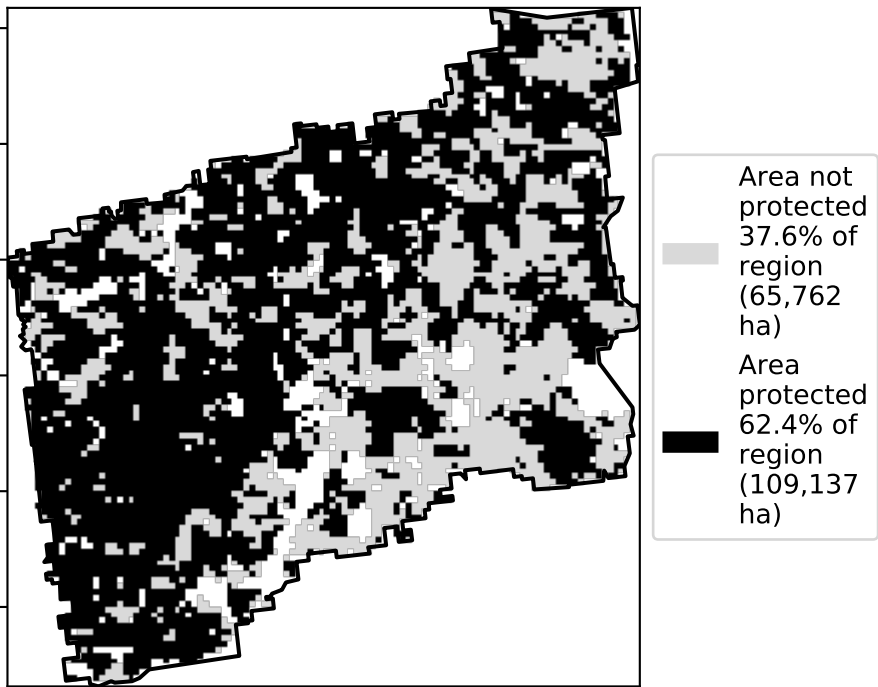 Area not
protected
37.6% of
region
(65,762
ha)
Area
protected
62.4% of
region
(109,137
ha)